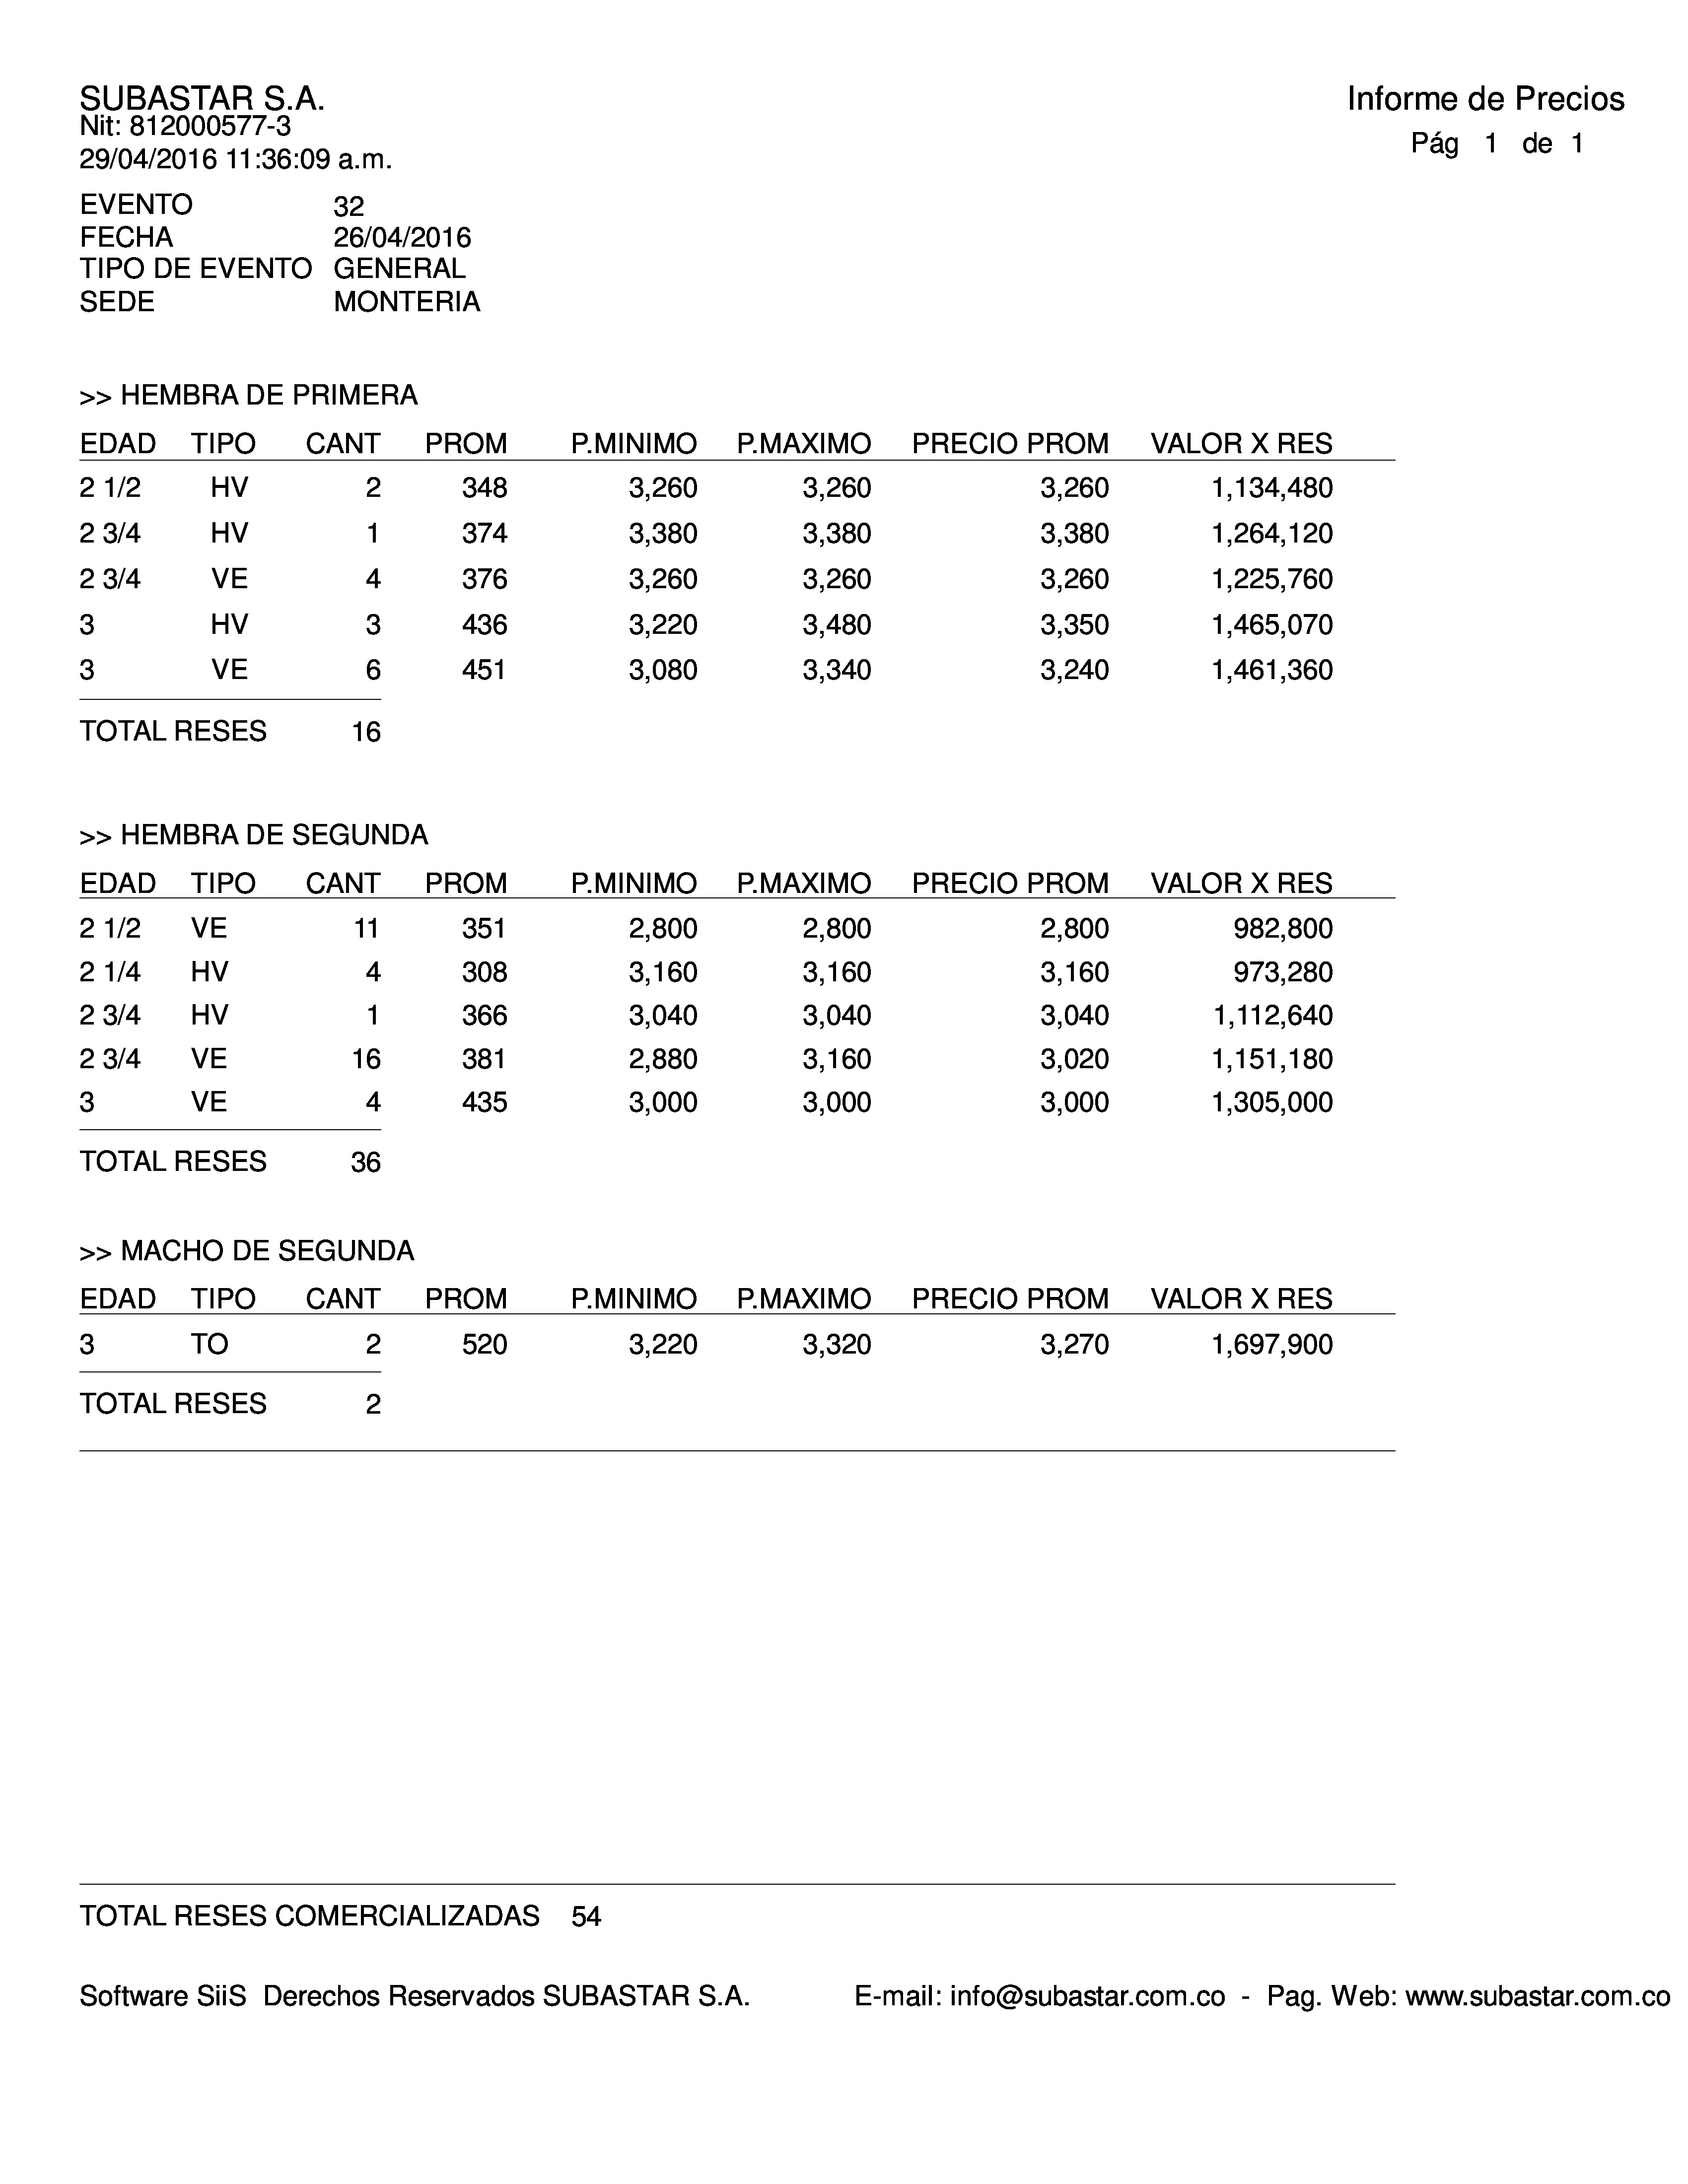 SUBASTAR S.A.
Informe de Precios
Nit: 812000577-3
Pág 1 de 1
29/04/2016 11:36:09 a.m.
EVENTO 32
FECHA 26/04/2016
TIPO DE EVENTO GENERAL
SEDE MONTERIA
>> HEMBRA DE PRIMERA
EDAD TIPO CANT PROM P.MINIMO P.MAXIMO PRECIO PROM VALOR X RES
2 1/2 HV 2 348 3,260 3,260 3,260 1,134,480
2 3/4 HV 1 374 3,380 3,380 3,380 1,264,120
2 3/4 VE 4 376 3,260 3,260 3,260 1,225,760
3 HV 3 436 3,220 3,480 3,350 1,465,070
3 VE 6 451 3,080 3,340 3,240 1,461,360
TOTAL RESES 16
>> HEMBRA DE SEGUNDA
EDAD TIPO CANT PROM P.MINIMO P.MAXIMO PRECIO PROM VALOR X RES
2 1/2 VE 11 351 2,800 2,800 2,800 982,800
2 1/4 HV 4 308 3,160 3,160 3,160 973,280
2 3/4 HV 1 366 3,040 3,040 3,040 1,112,640
2 3/4 VE 16 381 2,880 3,160 3,020 1,151,180
3 VE 4 435 3,000 3,000 3,000 1,305,000
TOTAL RESES 36
>> MACHO DE SEGUNDA
EDAD TIPO CANT PROM P.MINIMO P.MAXIMO PRECIO PROM VALOR X RES
3 TO 2 520 3,220 3,320 3,270 1,697,900
TOTAL RESES 2
TOTAL RESES COMERCIALIZADAS 54
Software SiiS Derechos Reservados SUBASTAR S.A. E-mail: info@subastar.com.co - Pag. Web: www.subastar.com.co